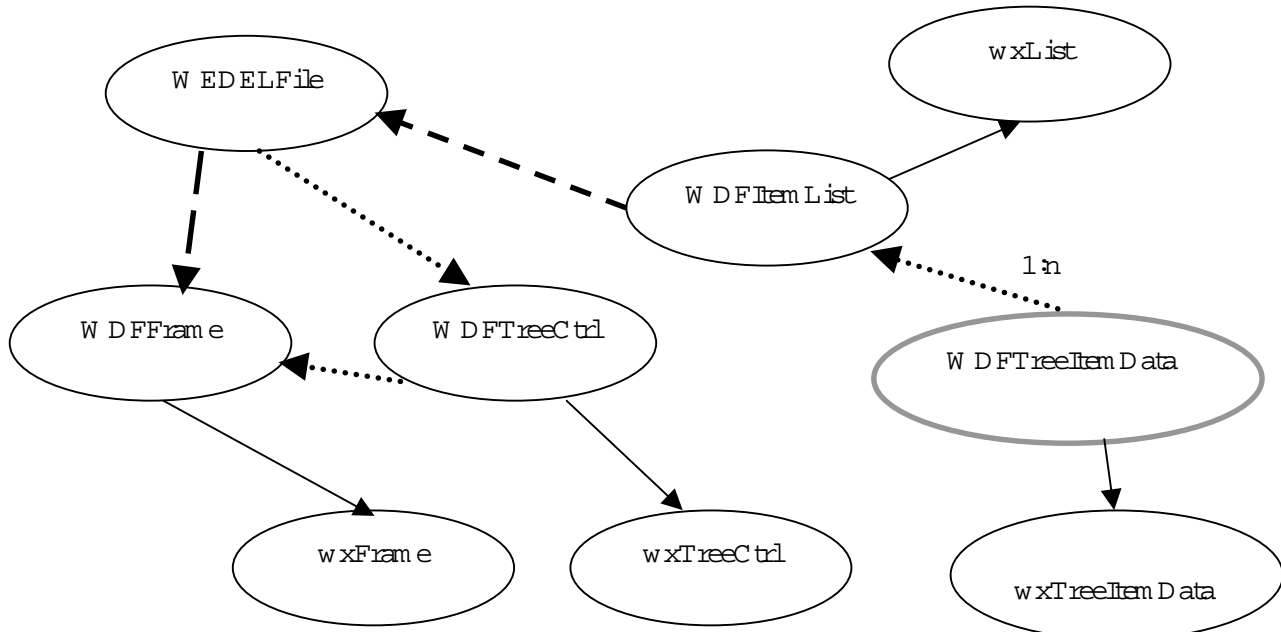 wxList
WEDELFile
WDFItemList
1:n
WDFFrame
WDFTreeCtrl
WDFTreeItemData
wxFrame
wxTreeCtrl
wxTreeItemData